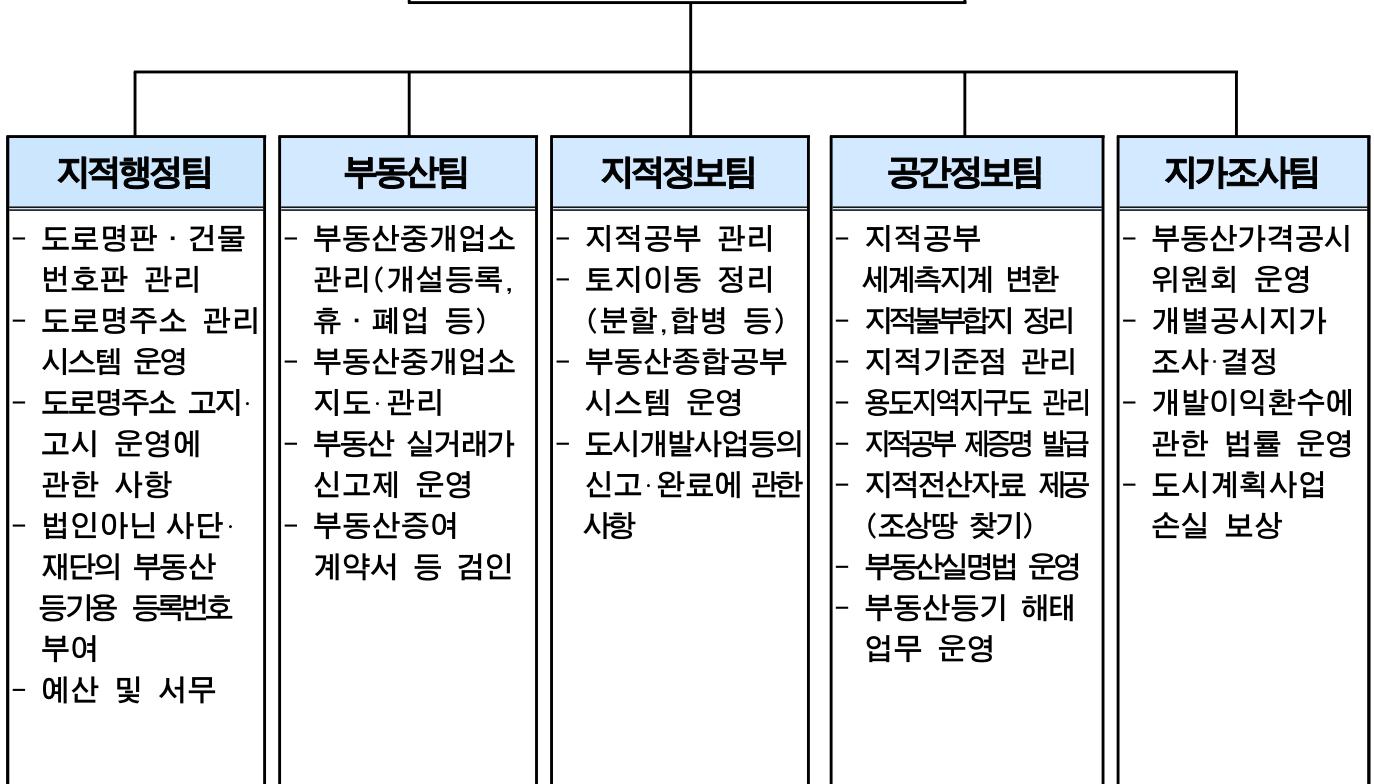 지적행정팀
- 도로명판 · 건물
번호판 관리
- 도로명주소 관리
시스템 운영
- 도로명주소 고지·
고시 운영에
관한 사항
- 법인아닌 사단·
재단의 부동산
등기용 등록번호
부여
- 예산 및 서무
부동산팀
- 부동산중개업소
관리(개설등록,
휴 · 폐업 등)
- 부동산중개업소
지도·관리
- 부동산 실거래가
신고제 운영
- 부동산증여
계약서 등 검인
지적정보팀
- 지적공부 관리
- 토지이동 정리
(분할,합병 등)
- 부동산종합공부
시스템 운영
- 도시개발사업등의
신고·완료에 관한
사항
공간정보팀
- 지적공부
세계측지계 변환
- 지적불부합지 정리
- 지적기준점 관리
- 용도지역지구도 관리
- 지적공부 제증명 발급
- 지적전산자료 제공
(조상땅 찾기)
- 부동산실명법 운영
- 부동산등기 해태
업무 운영
지가조사팀
- 부동산가격공시
위원회 운영
- 개별공시지가
조사·결정
- 개발이익환수에
관한 법률 운영
- 도시계획사업
손실 보상